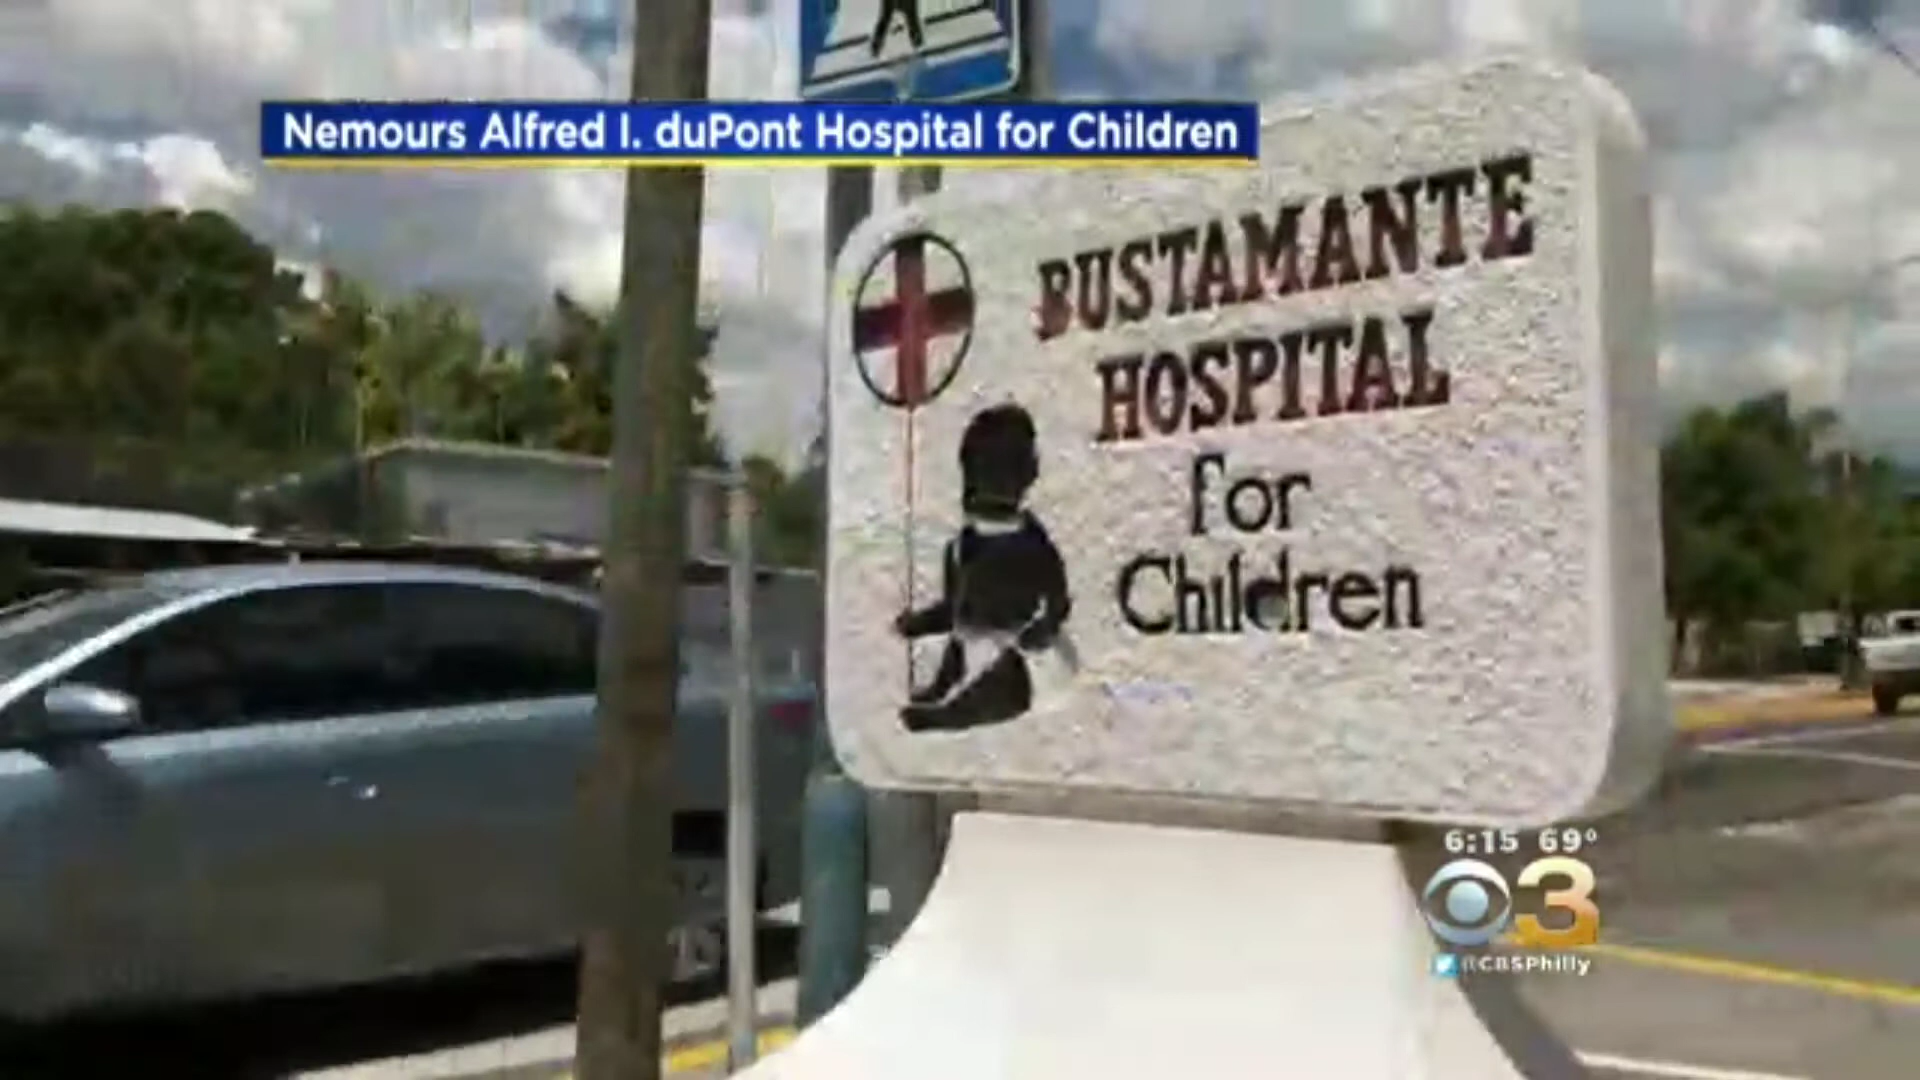 Nemours Alfred I. duPont Hospital for Children
BUSTAMANTE
HOSPITAL
for
Children
6:15 69°
3
@CBSPhilly